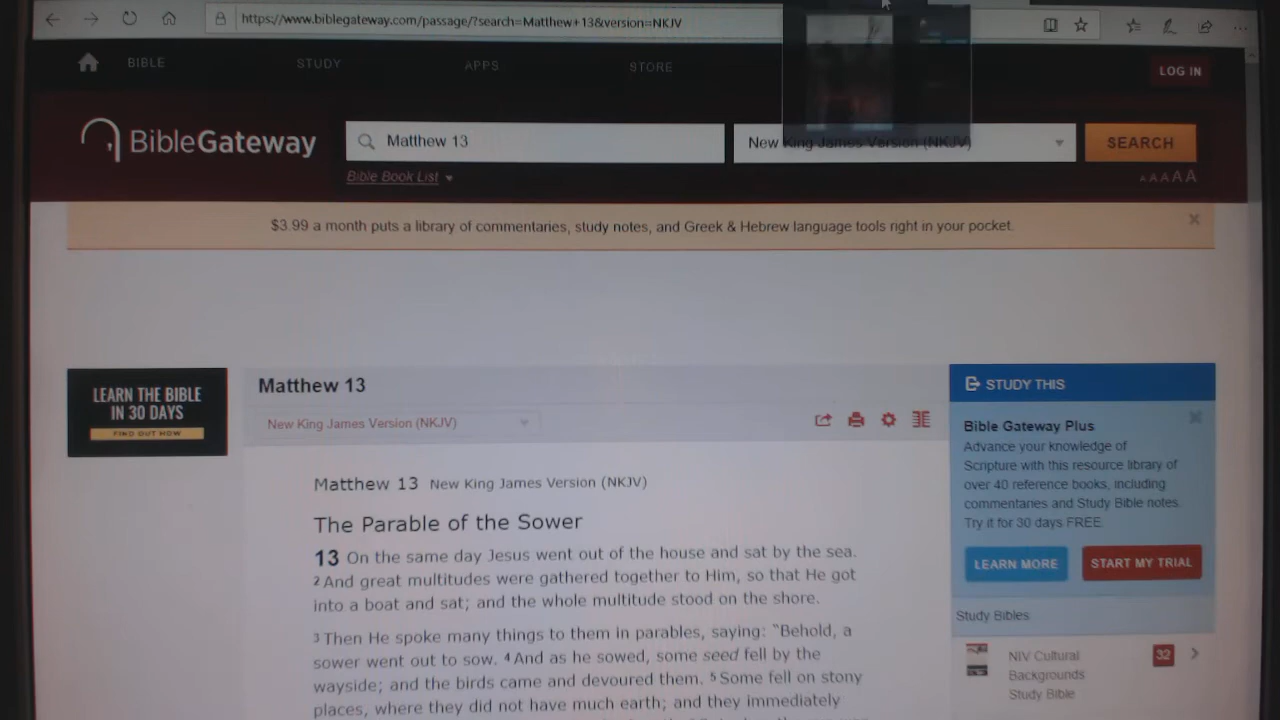 https://www.biblegateway.com/passage/?search=Matthew+13&version=NKJV
BIBLE STUDY APPS STORE LOG IN
BibleGateway Matthew 13 New King James Version (NKJV) SEARCH
Bible Book List AAAAA
$3.99 a month puts a library of commentaries, study notes, and Greek & Hebrew language tools right in your pocket.
LEARN THE BIBLE
IN 30 DAYS
FIND OUT HOW
Matthew 13
New King James Version (NKJV)
Matthew 13 New King James Version (NKJV)
The Parable of the Sower
13 On the same day Jesus went out of the house and sat by the sea.
2 And great multitudes were gathered together to Him, so that He got
into a boat and sat; and the whole multitude stood on the shore.
3 Then He spoke many things to them in parables, saying: “Behold, a
sower went out to sow. 4 And as he sowed, some seed fell by the
wayside; and the birds came and devoured them. 5 Some fell on stony
places, where they did not have much earth; and they immediately
STUDY THIS
Bible Gateway Plus
Advance your knowledge of
Scripture with this resource library of
over 40 reference books, including
commentaries and Study Bible notes.
Try it for 30 days FREE.
LEARN MORE START MY TRIAL
Study Bibles
NIV Cultural 32
Backgrounds
Study Bible